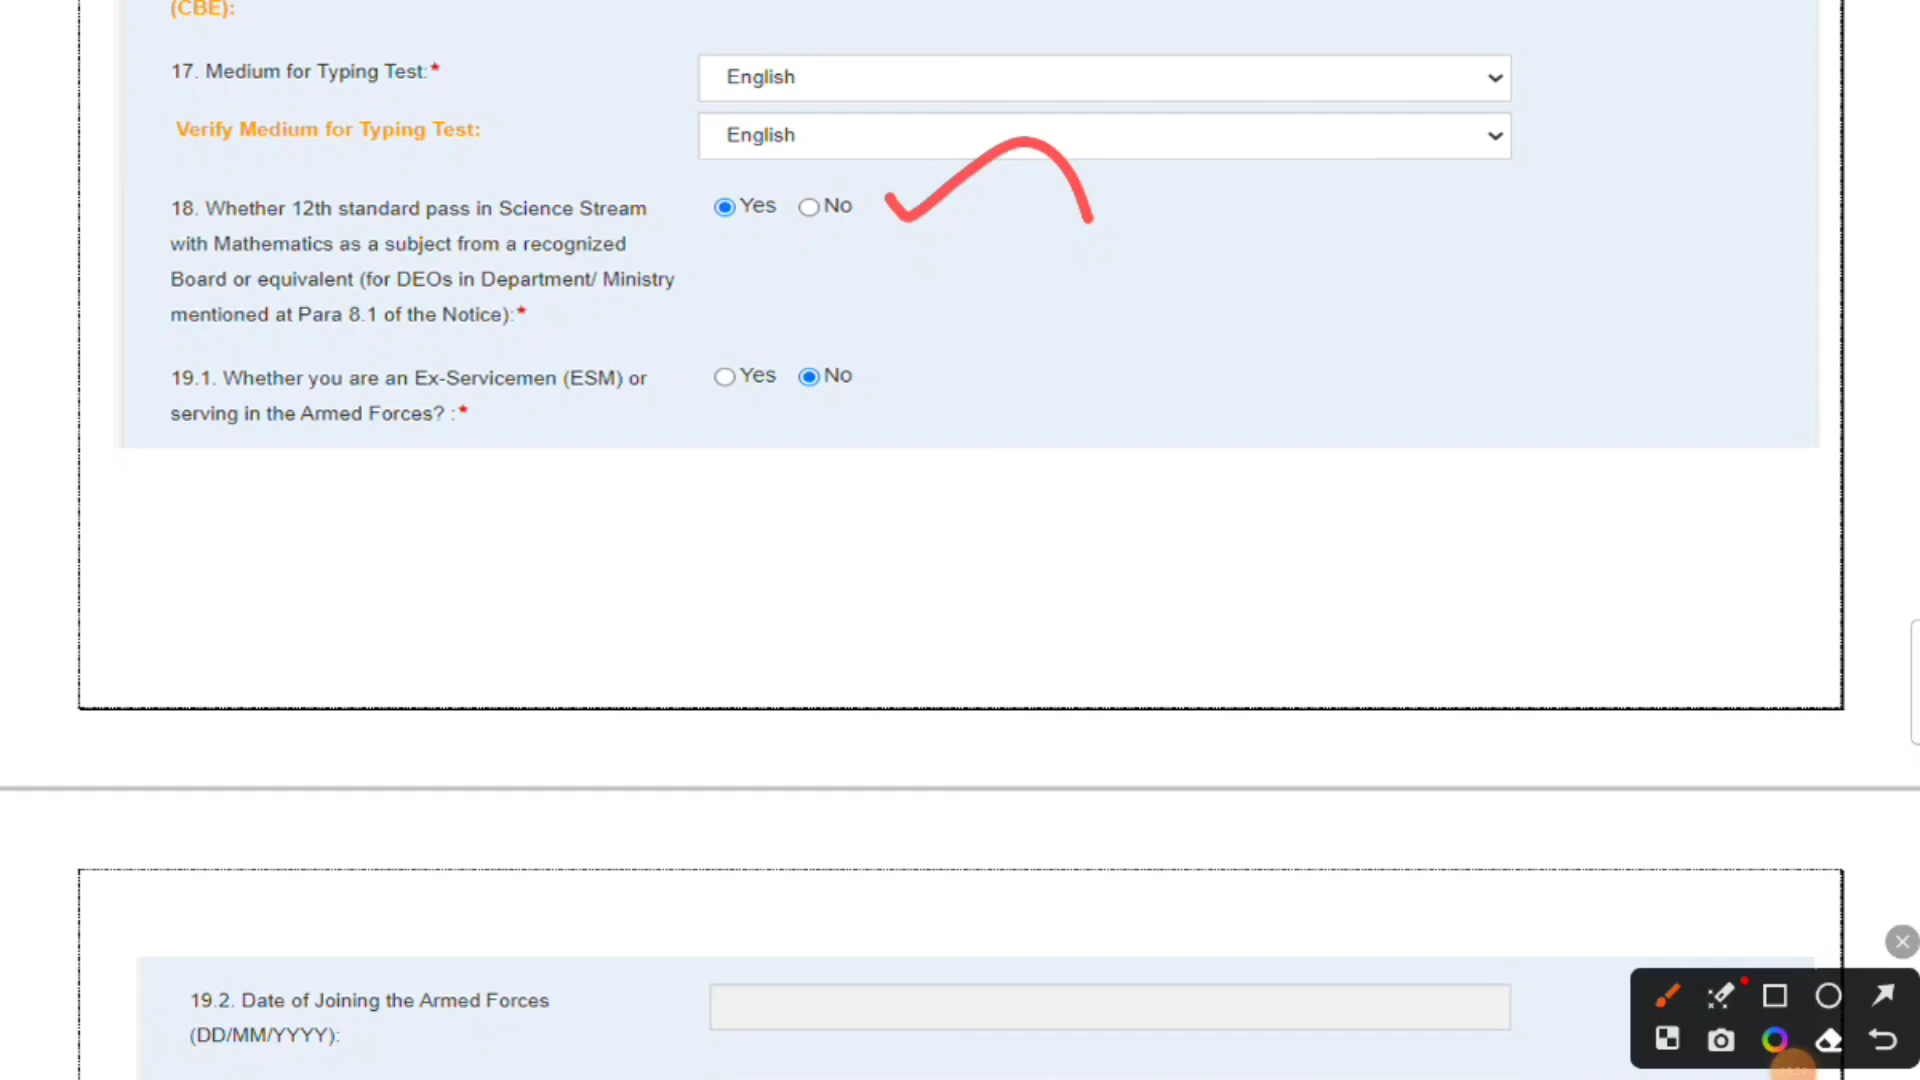 (CBE):
17. Medium for Typing Test:*
English
Verify Medium for Typing Test:
English
18. Whether 12th standard pass in Science Stream
with Mathematics as a subject from a recognized
Board or equivalent (for DEOs in Department/ Ministry
mentioned at Para 8.1 of the Notice):*
Yes No
19.1. Whether you are an Ex-Servicemen (ESM) or
serving in the Armed Forces? :*
Yes No
19.2. Date of Joining the Armed Forces
(DD/MM/YYYY):